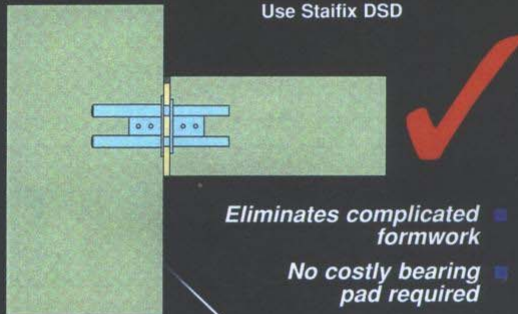 Use Staifix DSD
Eliminates complicated
formwork
No costly bearing
pad required